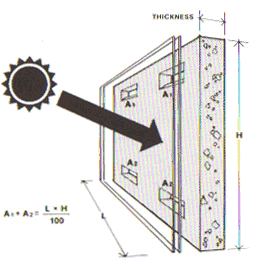 THICKNESS
A₁ A₁
H
A₂ A₂
A₁ + A₂ = L × H / 100
L